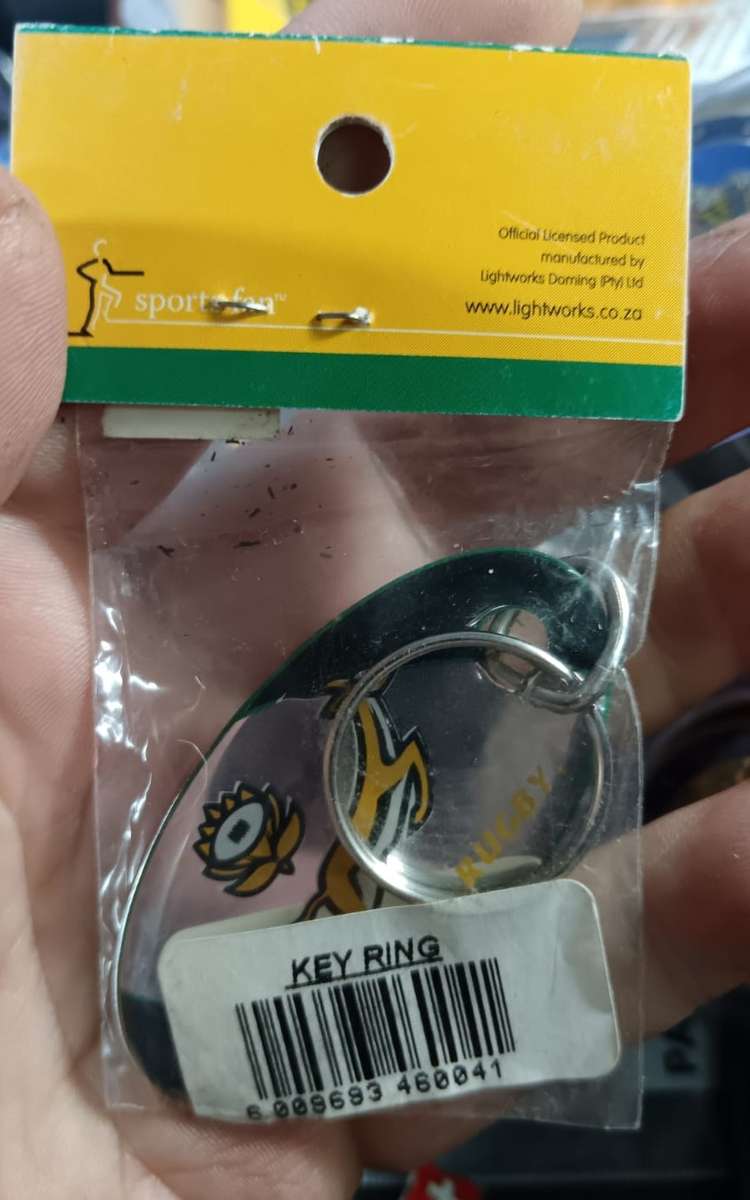 Official Licensed Product
manufactured by
Lightworks Doming (Pty) Ltd
www.lightworks.co.za
sportsfan™
RUGBY
KEY RING
6 009693 460041